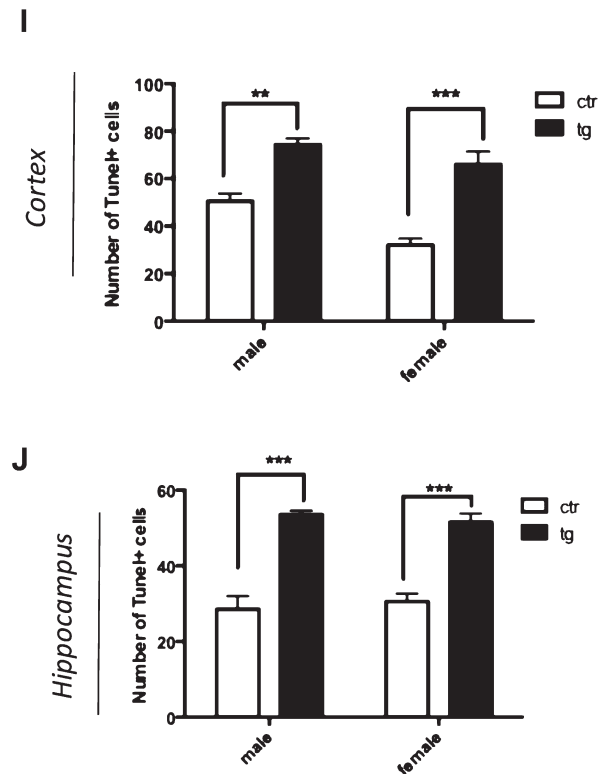 I
Cortex
Number of Tunel+ cells
100
80
60
40
20
0
**
***
ctr
tg
male
female
J
Hippocampus
Number of Tunel+ cells
60
40
20
0
***
***
ctr
tg
male
female